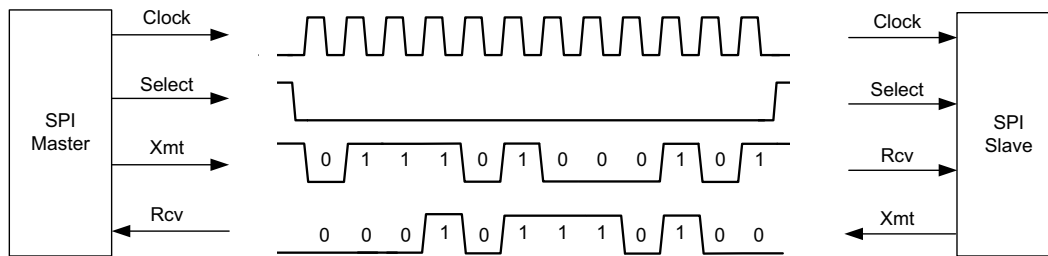 Clock
Clock
Select
Select
SPI
Master
SPI
Slave
Xmt
0 1 1 1 0 1 0 0 0 1 0 1
Rcv
Rcv
0 0 0 1 0 1 1 1 0 1 0 0
Xmt